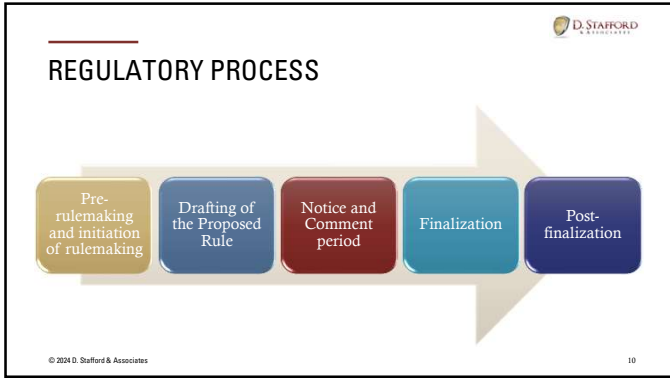 D. STAFFORD
& ASSOCIATES
REGULATORY PROCESS
Pre-
rulemaking
and initiation
of rulemaking
Drafting of
the Proposed
Rule
Notice and
Comment
period
Finalization
Post-
finalization
© 2024 D. Stafford & Associates
10